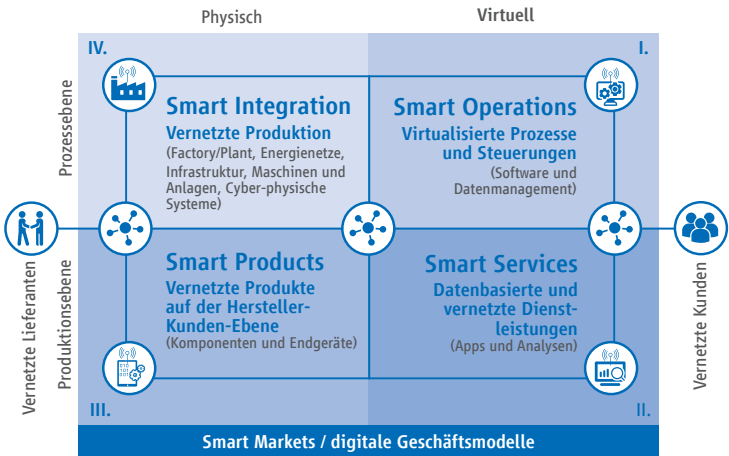 Physisch
Virtuell
IV.
I.
Prozessebene
Smart Integration
Vernetzte Produktion
(Factory/Plant, Energienetze,
Infrastruktur, Maschinen und
Anlagen, Cyber-physische
Systeme)
Smart Operations
Virtualisierte Prozesse
und Steuerungen
(Software und
Datenmanagement)
Vernetzte Lieferanten
Produktionsebene
Smart Products
Vernetzte Produkte
auf der Hersteller-
Kunden-Ebene
(Komponenten und Endgeräte)
Smart Services
Datenbasierte und
vernetzte Dienst-
leistungen
(Apps und Analysen)
Vernetzte Kunden
III.
II.
Smart Markets / digitale Geschäftsmodelle